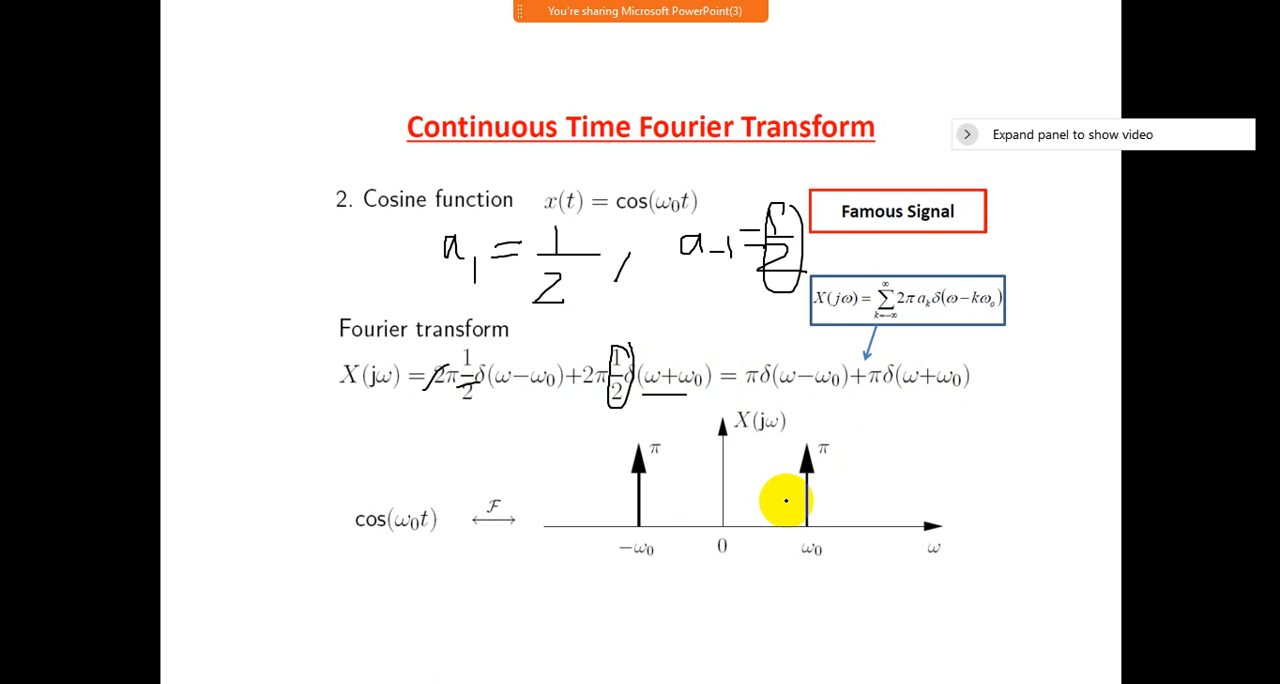 You're sharing Microsoft PowerPoint(3)
Continuous Time Fourier Transform
Expand panel to show video
2. Cosine function x(t) = cos(ω₀t)
Famous Signal
a₁ = 1/2 , a₋₁ = 1/2
X(jω) = ∑_{k=-∞}^{∞} 2π aₖ δ(ω − kωₒ)
Fourier transform
X(jω) = 2π 1/2 δ(ω−ω₀)+2π 1/2 δ(ω+ω₀) = πδ(ω−ω₀)+πδ(ω+ω₀)
X(jω)
π π
cos(ω₀t) ℱ ⟷
−ω₀ 0 ω₀ ω